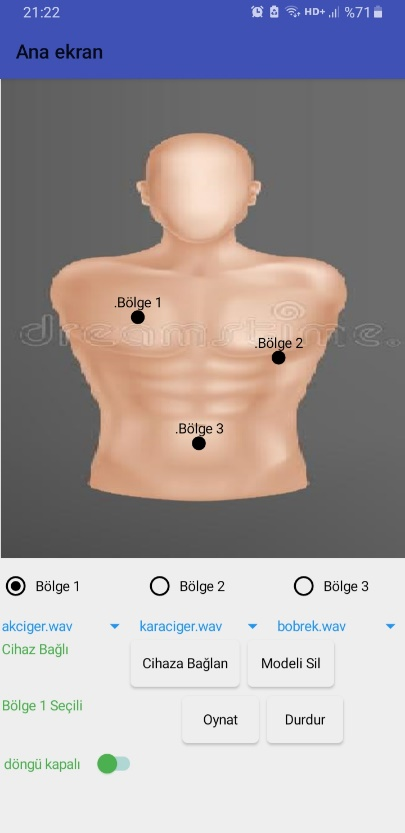 21:22
HD+ %71
Ana ekran
.Bölge 1
dreamstime.
.Bölge 2
.Bölge 3
Bölge 1 Bölge 2 Bölge 3
akciger.wav karaciger.wav bobrek.wav
Cihaz Bağlı
Cihaza Bağlan Modeli Sil
Bölge 1 Seçili
Oynat Durdur
döngü kapalı